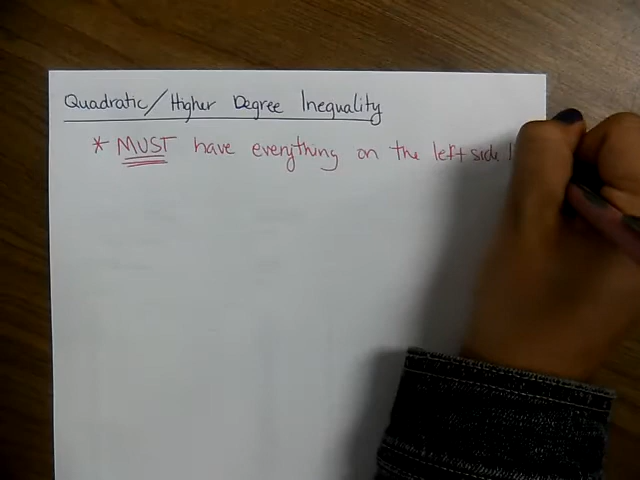 Quadratic/Higher Degree Inequality
* MUST have everything on the left side